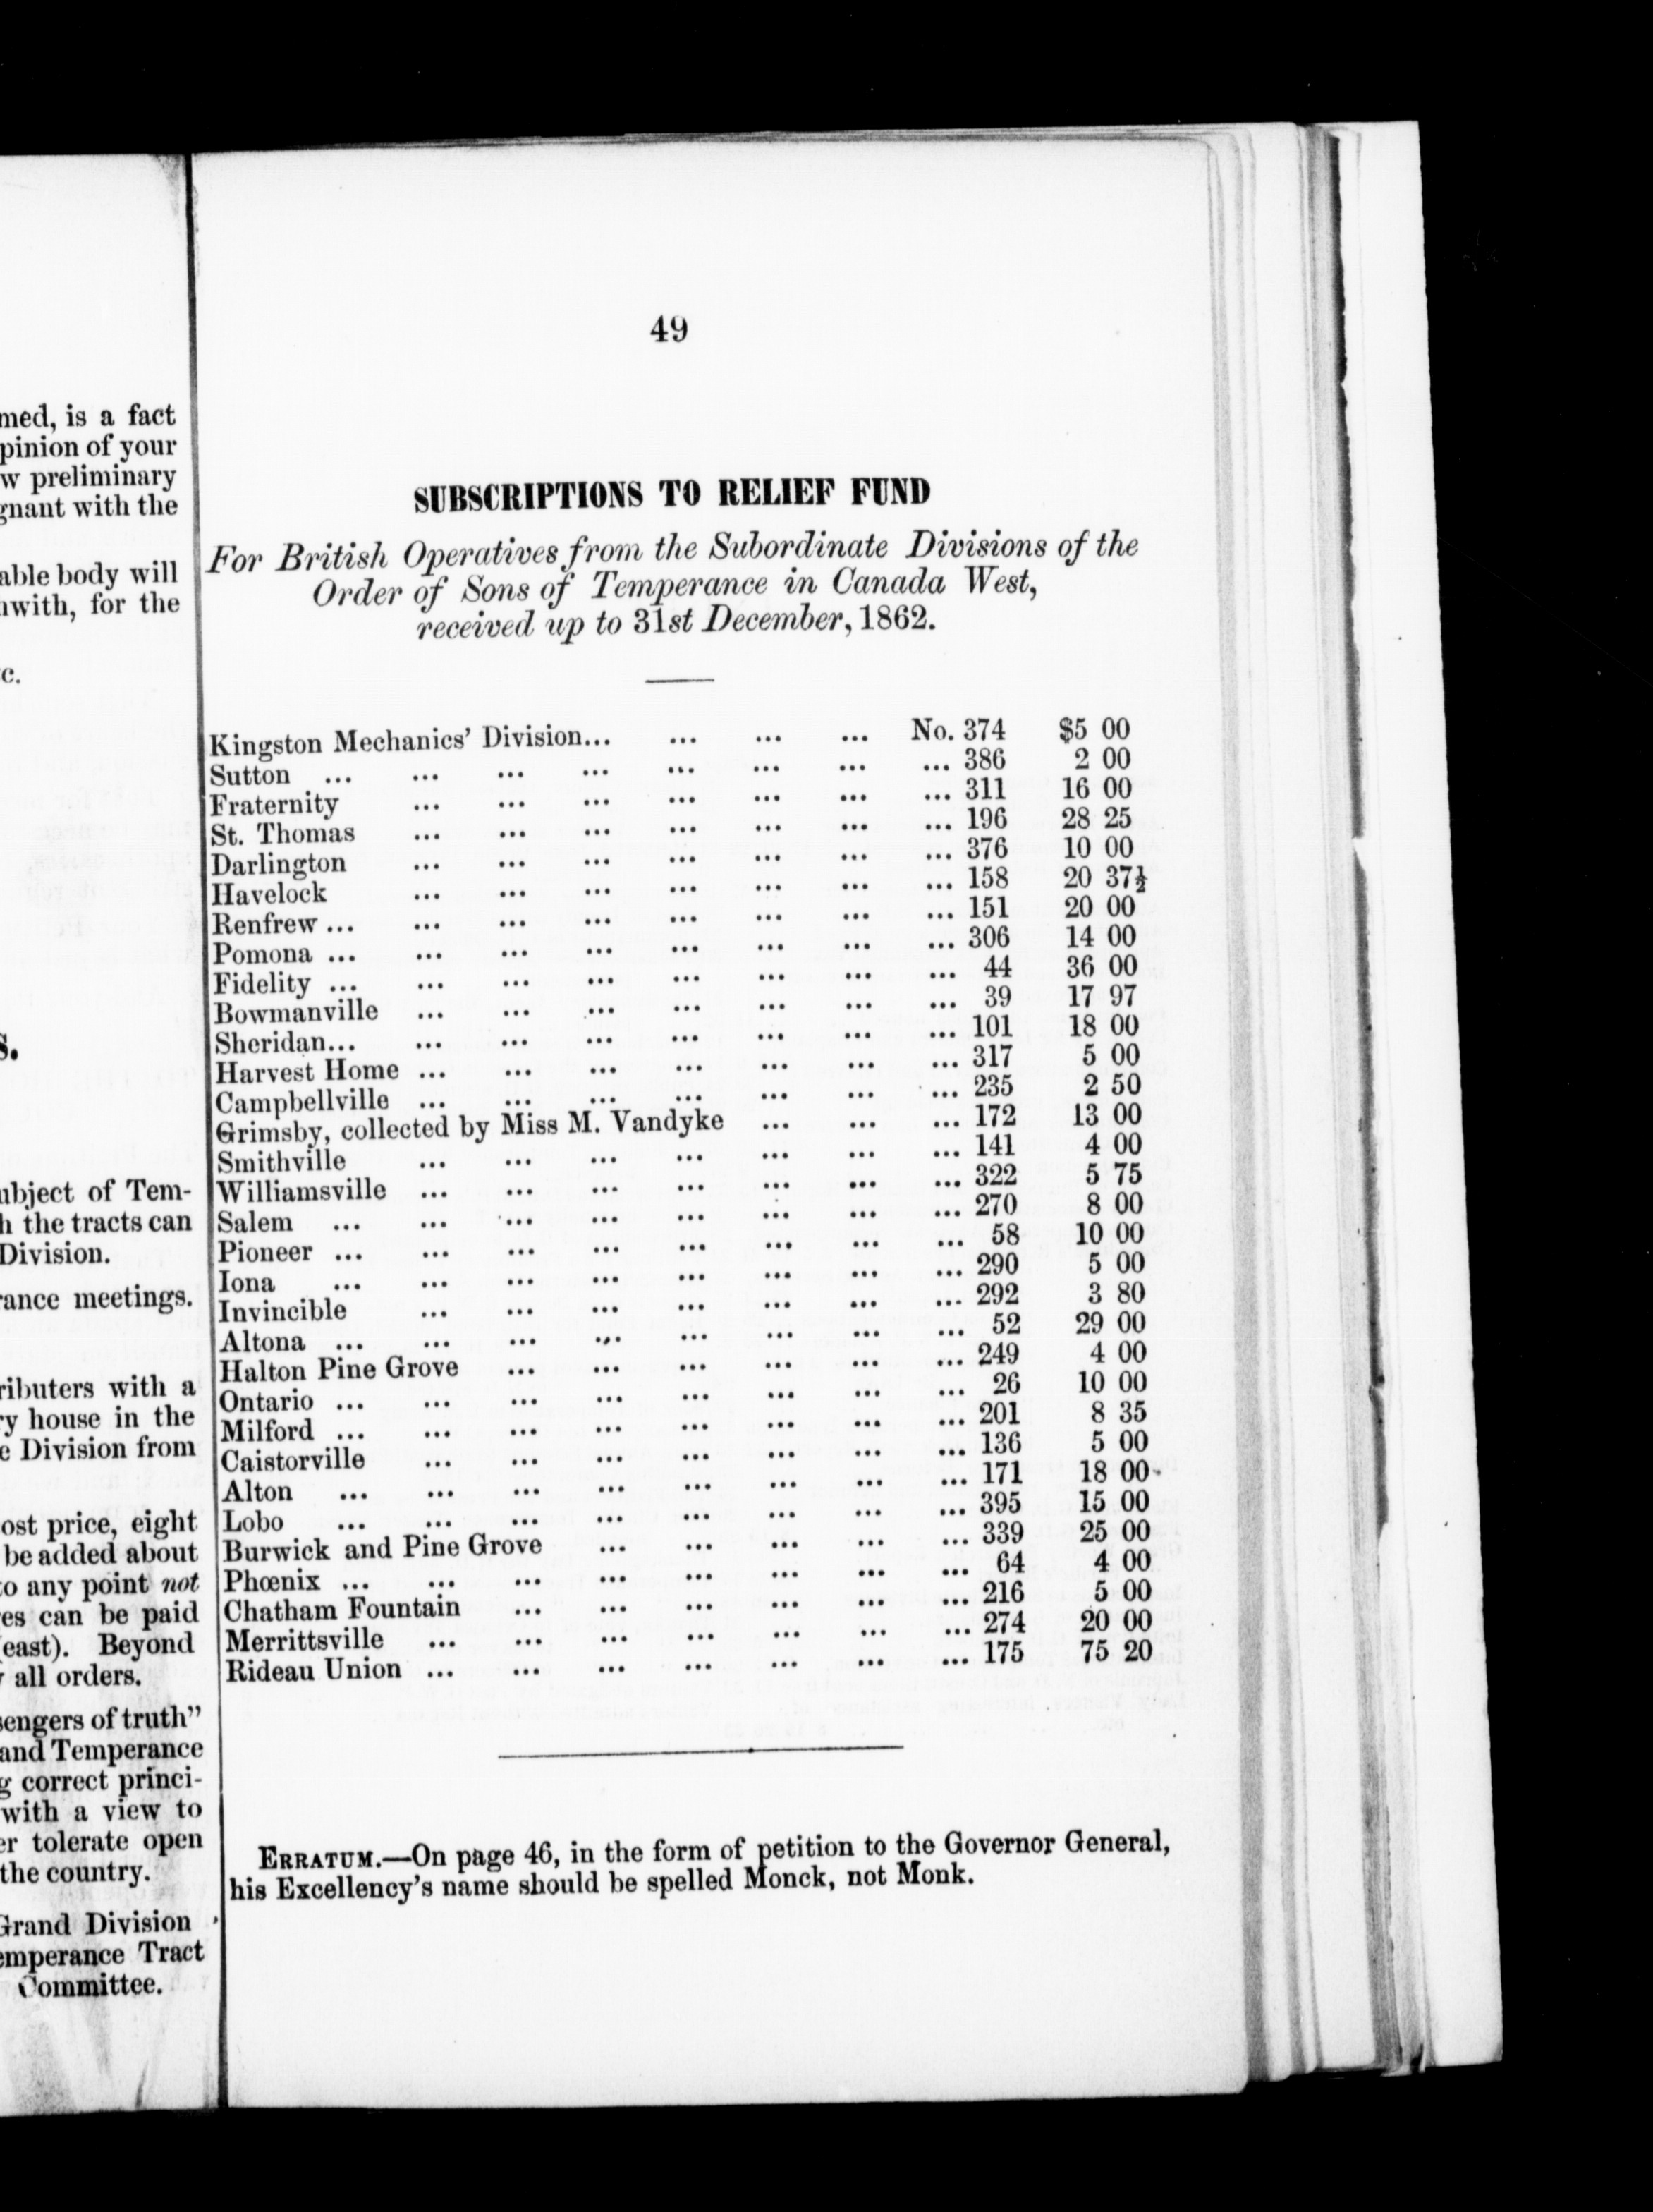 med, is a fact
pinion of your
w preliminary
gnant with the
able body will
with, for the
c.
s.
ubject of Tem-
h the tracts can
Division.
rance meetings.
ributers with a
ry house in the
e Division from
ost price, eight
be added about
to any point not
es can be paid
east). Beyond
all orders.
sengers of truth”
and Temperance
g correct princi-
with a view to
er tolerate open
the country.
Grand Division
emperance Tract
Committee.
49
SUBSCRIPTIONS TO RELIEF FUND
For British Operatives from the Subordinate Divisions of the
Order of Sons of Temperance in Canada West,
received up to 31st December, 1862.
Kingston Mechanics’ Division... ... ... ... No. 374 $5 00
Sutton ... ... ... ... ... ... ... ... 386 2 00
Fraternity ... ... ... ... ... ... ... 311 16 00
St. Thomas ... ... ... ... ... ... ... 196 28 25
Darlington ... ... ... ... ... ... ... 376 10 00
Havelock ... ... ... ... ... ... ... 158 20 37½
Renfrew ... ... ... ... ... ... ... ... 151 20 00
Pomona ... ... ... ... ... ... ... ... 306 14 00
Fidelity ... ... ... ... ... ... ... ... 44 36 00
Bowmanville ... ... ... ... ... ... ... 39 17 97
Sheridan... ... ... ... ... ... ... ... 101 18 00
Harvest Home ... ... ... ... ... ... ... 317 5 00
Campbellville ... ... ... ... ... ... ... 235 2 50
Grimsby, collected by Miss M. Vandyke ... ... ... 172 13 00
Smithville ... ... ... ... ... ... ... 141 4 00
Williamsville ... ... ... ... ... ... ... 322 5 75
Salem ... ... ... ... ... ... ... ... 270 8 00
Pioneer ... ... ... ... ... ... ... ... 58 10 00
Iona ... ... ... ... ... ... ... ... 290 5 00
Invincible ... ... ... ... ... ... ... 292 3 80
Altona ... ... ... ... ... ... ... ... 52 29 00
Halton Pine Grove ... ... ... ... ... ... 249 4 00
Ontario ... ... ... ... ... ... ... ... 26 10 00
Milford ... ... ... ... ... ... ... ... 201 8 35
Caistorville ... ... ... ... ... ... ... 136 5 00
Alton ... ... ... ... ... ... ... ... 171 18 00
Lobo ... ... ... ... ... ... ... ... 395 15 00
Burwick and Pine Grove ... ... ... ... ... 339 25 00
Phœnix ... ... ... ... ... ... ... ... 64 4 00
Chatham Fountain ... ... ... ... ... ... 216 5 00
Merrittsville ... ... ... ... ... ... ... 274 20 00
Rideau Union ... ... ... ... ... ... ... 175 75 20
ERRATUM.—On page 46, in the form of petition to the Governor General,
his Excellency’s name should be spelled Monck, not Monk.